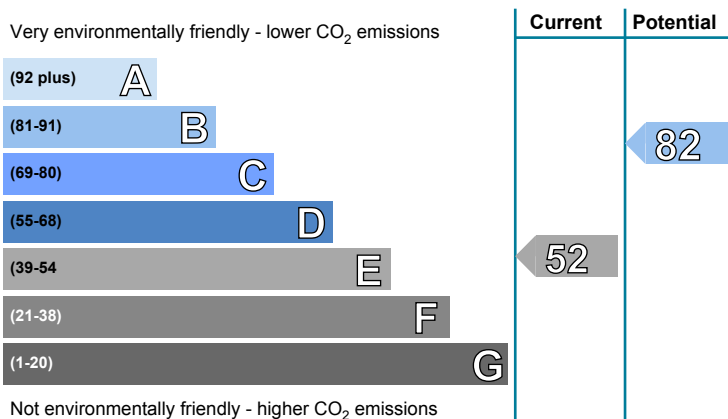 Very environmentally friendly - lower CO2 emissions
Current
Potential
(92 plus) A
(81-91) B
(69-80) C
(55-68) D
(39-54 E
(21-38) F
(1-20) G
82
52
Not environmentally friendly - higher CO2 emissions